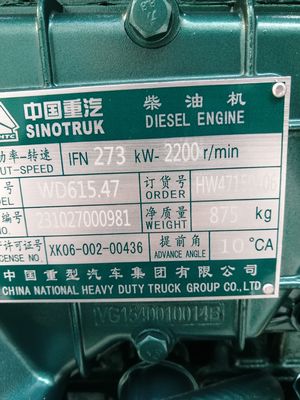 中国重汽 柴油机
SINOTRUK DIESEL ENGINE
功率-转速 IFN 273 kW- 2200 r/min
UT-SPEED
号 WD615.47 订货号
DEL ORDER
编号 231027000981 净质量 875 kg
WEIGHT
许可证号 XK06-002-00436 提前角 10 °CA
CENSE NO. ADVANCE ANGLE
中国重型汽车集团有限公司
CHINA NATIONAL HEAVY DUTY TRUCK GROUP CO., LTD